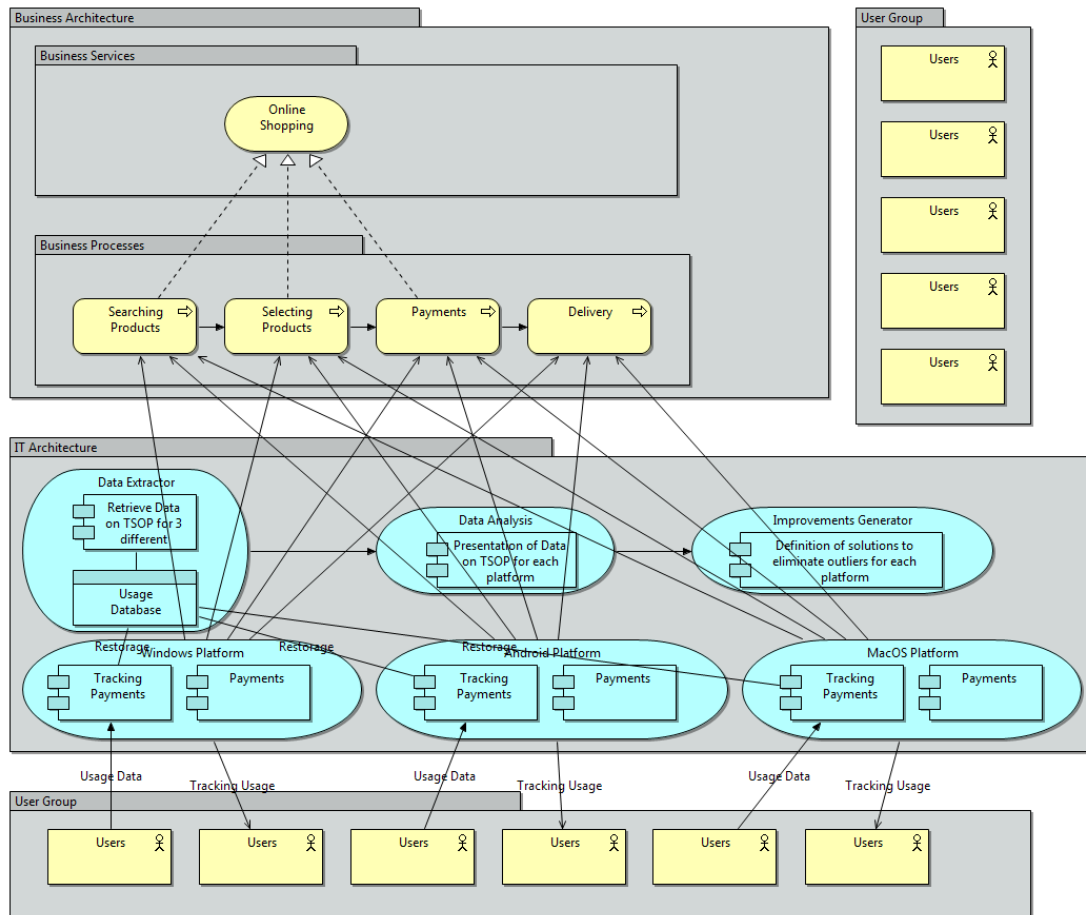 Business Architecture
User Group
Business Services
Online
Shopping
Users
Users
Users
Users
Users
Business Processes
Searching
Products
Selecting
Products
Payments
Delivery
IT Architecture
Data Extractor
Retrieve Data
on TSOP for 3
different
Usage
Database
Data Analysis
Presentation of Data
on TSOP for each
platform
Improvements Generator
Definition of solutions to
eliminate outliers for each
platform
Restorage
Restorage
Restorage
Windows Platform
Tracking
Payments
Payments
Android Platform
Tracking
Payments
Payments
MacOS Platform
Tracking
Payments
Payments
Usage Data
Tracking Usage
Usage Data
Tracking Usage
Usage Data
Tracking Usage
User Group
Users
Users
Users
Users
Users
Users